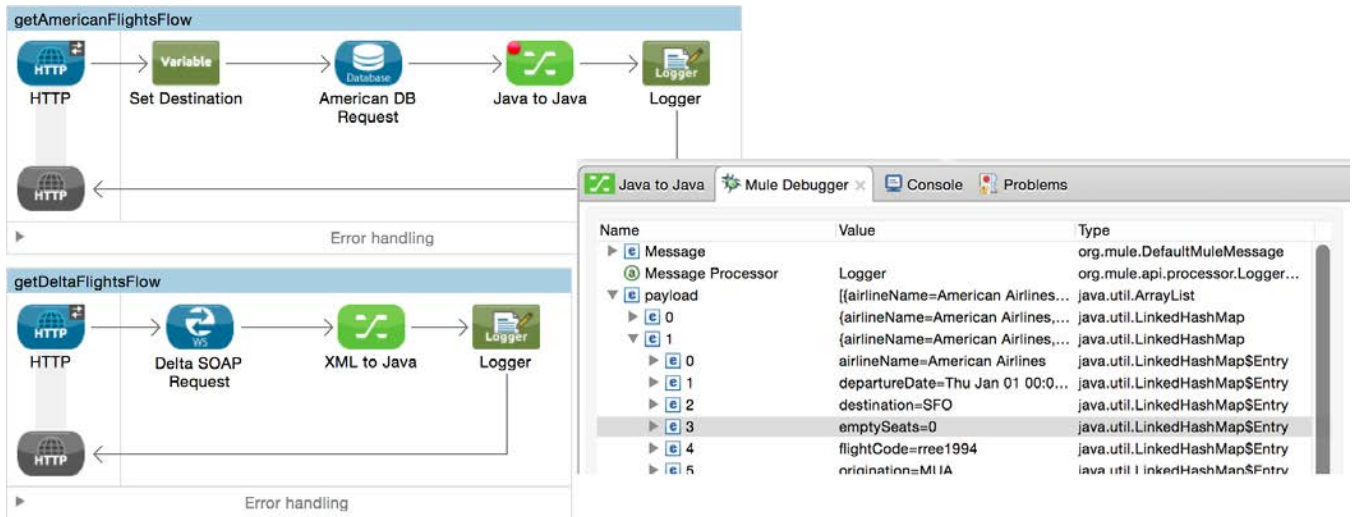 getAmericanFlightsFlow
HTTP
Variable
Database
Logger
HTTP
Set Destination
American DB
Request
Java to Java
Logger
HTTP
Error handling
getDeltaFlightsFlow
HTTP
WS
Logger
HTTP
Delta SOAP
Request
XML to Java
Logger
HTTP
Error handling
Java to Java
Mule Debugger
Console
Problems
Name Value Type
Message org.mule.DefaultMuleMessage
Message Processor Logger org.mule.api.processor.Logger...
payload [{airlineName=American Airlines... java.util.ArrayList
0 {airlineName=American Airlines,... java.util.LinkedHashMap
1 {airlineName=American Airlines,... java.util.LinkedHashMap
0 airlineName=American Airlines java.util.LinkedHashMap$Entry
1 departureDate=Thu Jan 01 00:0... java.util.LinkedHashMap$Entry
2 destination=SFO java.util.LinkedHashMap$Entry
3 emptySeats=0 java.util.LinkedHashMap$Entry
4 flightCode=rree1994 java.util.LinkedHashMap$Entry
5 origination=MUA java.util.LinkedHashMap$Entry